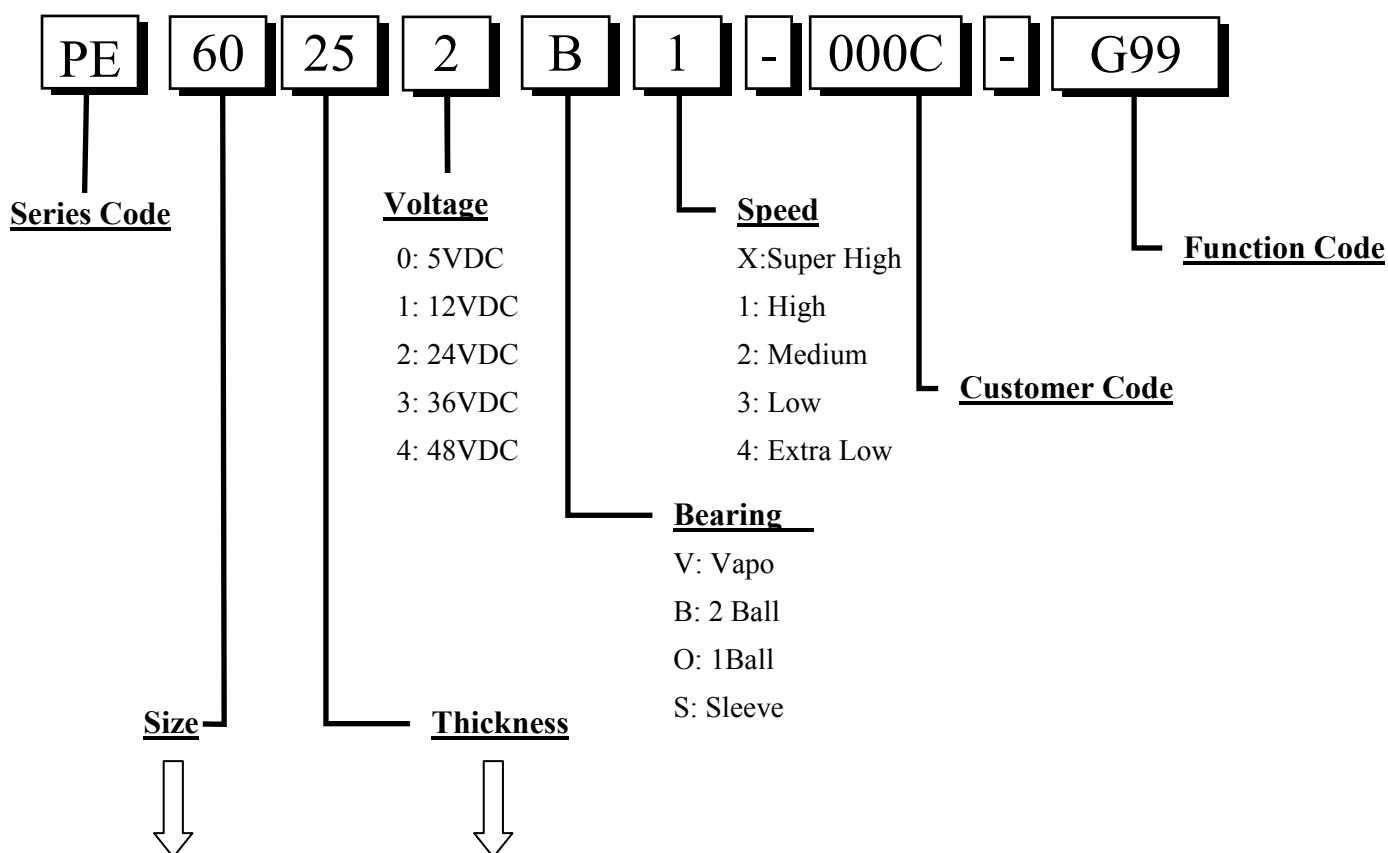 PE 60 25 2 B 1 - 000C - G99
Series Code
Voltage
0: 5VDC
1: 12VDC
2: 24VDC
3: 36VDC
4: 48VDC
Speed
X:Super High
1: High
2: Medium
3: Low
4: Extra Low
Function Code
Customer Code
Bearing
V: Vapo
B: 2 Ball
O: 1Ball
S: Sleeve
Size
Thickness